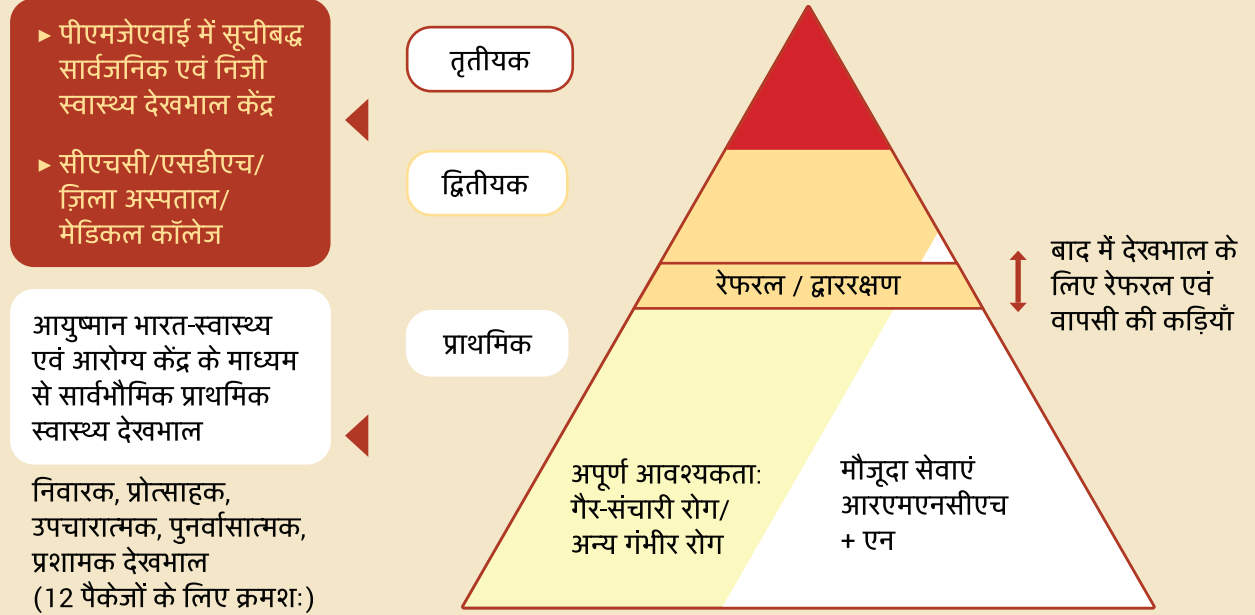 ► पीएमजेएवाई में सूचीबद्ध
सार्वजनिक एवं निजी
स्वास्थ्य देखभाल केंद्र
► सीएचसी/एसडीएच/
ज़िला अस्पताल/
मेडिकल कॉलेज
आयुष्मान भारत-स्वास्थ्य
एवं आरोग्य केंद्र के माध्यम
से सार्वभौमिक प्राथमिक
स्वास्थ्य देखभाल
निवारक, प्रोत्साहक,
उपचारात्मक, पुनर्वासात्मक,
प्रशामक देखभाल
(12 पैकेजों के लिए क्रमशः)
तृतीयक
द्वितीयक
प्राथमिक
रेफरल / द्वाररक्षण
अपूर्ण आवश्यकता:
गैर-संचारी रोग/
अन्य गंभीर रोग
मौजूदा सेवाएं
आरएमएनसीएच
+ एन
बाद में देखभाल के
लिए रेफरल एवं
वापसी की कड़ियाँ